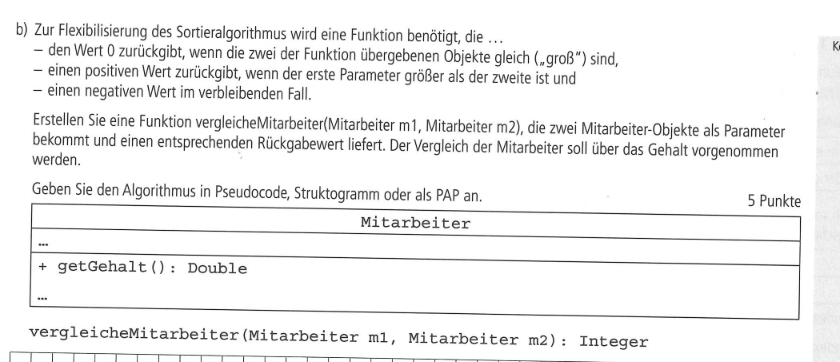 b) Zur Flexibilisierung des Sortieralgorithmus wird eine Funktion benötigt, die …
– den Wert 0 zurückgibt, wenn die zwei der Funktion übergebenen Objekte gleich („groß“) sind,
– einen positiven Wert zurückgibt, wenn der erste Parameter größer als der zweite ist und
– einen negativen Wert im verbleibenden Fall.
Erstellen Sie eine Funktion vergleicheMitarbeiter(Mitarbeiter m1, Mitarbeiter m2), die zwei Mitarbeiter-Objekte als Parameter
bekommt und einen entsprechenden Rückgabewert liefert. Der Vergleich der Mitarbeiter soll über das Gehalt vorgenommen
werden.
Geben Sie den Algorithmus in Pseudocode, Struktogramm oder als PAP an. 5 Punkte
Mitarbeiter
…
+ getGehalt(): Double
…
vergleicheMitarbeiter(Mitarbeiter m1, Mitarbeiter m2): Integer